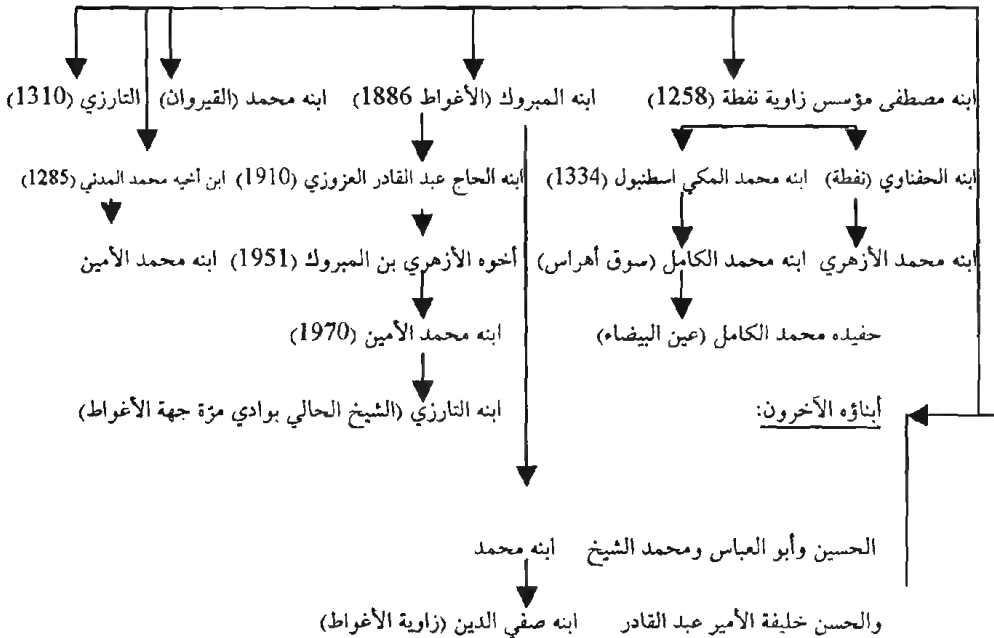 ابنه مصطفى مؤسس زاوية نفطة (1258) ابنه المبروك (الأغواط 1886) ابنه محمد (القيروان) التارزي (1310)
ابنه الحفناوي (نفطة) ابنه محمد المكي اسطنبول (1334) ابنه الحاج عبد القادر العزوزي (1910) ابن أخيه محمد المدني (1285)
ابنه محمد الأزهري ابنه محمد الكامل (سوق أهراس) أخوه الأزهري بن المبروك (1951) ابنه محمد الأمين
حفيده محمد الكامل (عين البيضاء) ابنه محمد الأمين (1970)
أبناؤه الآخرون: ابنه التارزي (الشيخ الحالي بوادي مرّة جهة الأغواط)
الحسين وأبو العباس ومحمد الشيخ ابنه محمد
والحسن خليفة الأمير عبد القادر ابنه صفي الدين (زاوية الأغواط)